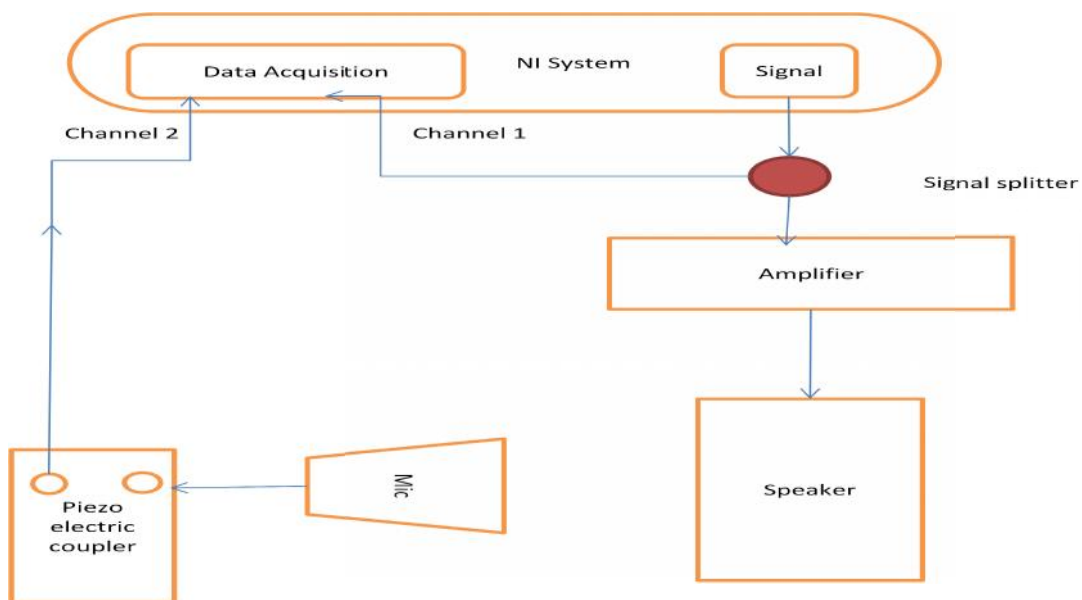 NI System
Data Acquisition
Signal
Channel 2
Channel 1
Signal splitter
Amplifier
Mic
Speaker
Piezo
electric
coupler